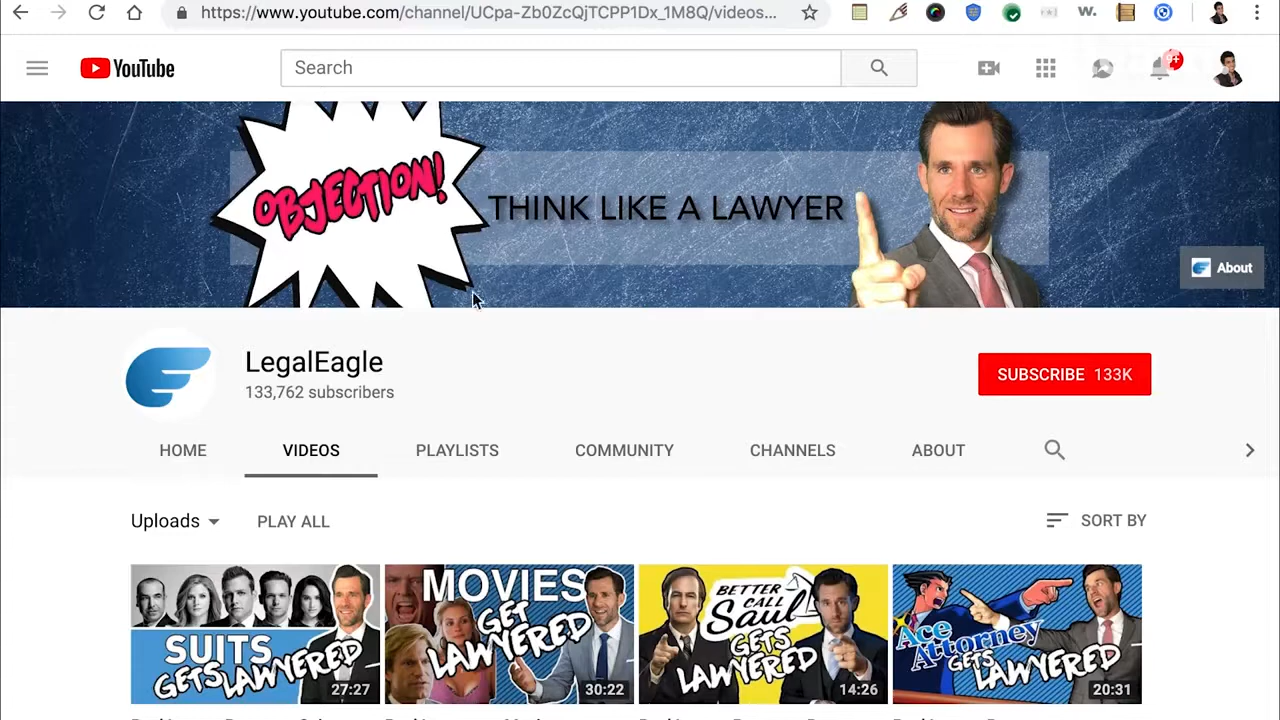 https://www.youtube.com/channel/UCpa-Zb0ZcQjTCPP1Dx_1M8Q/videos...
W.
YouTube
Search
9+
OBJECTION!
THINK LIKE A LAWYER
About
LegalEagle
133,762 subscribers
SUBSCRIBE 133K
HOME VIDEOS PLAYLISTS COMMUNITY CHANNELS ABOUT
Uploads PLAY ALL SORT BY
SUITS
GETS LAWYERED
27:27
MOVIES
GET
LAWYERED
30:22
BETTER
CALL
Saul
GETS
LAWYERED
14:26
Ace
Attorney
GETS
LAWYERED
20:31